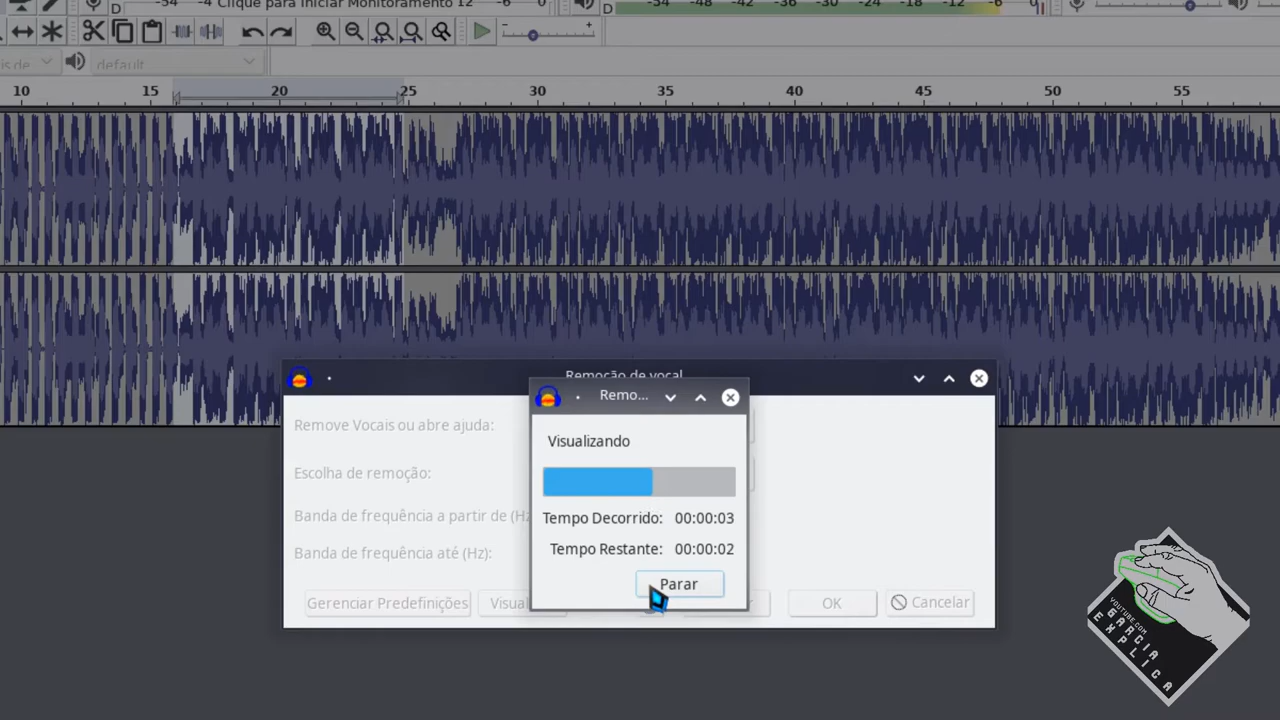 -54 -4 Clique para Iniciar Monitoramento 12 -6 0
-54 -48 -42 -36 -30 -24 -18 -12 -6 0
D
D
default
10 15 20 25 30 35 40 45 50 55
Remoção de vocal
Remo...
Remove Vocais ou abre ajuda:
Visualizando
Escolha de remoção:
Banda de frequência a partir de (Hz
Tempo Decorrido: 00:00:03
Banda de frequência até (Hz):
Tempo Restante: 00:00:02
Parar
Gerenciar Predefinições
Visual
OK
Cancelar
YOUTUBE.COM
GARCIA
EXPLICA